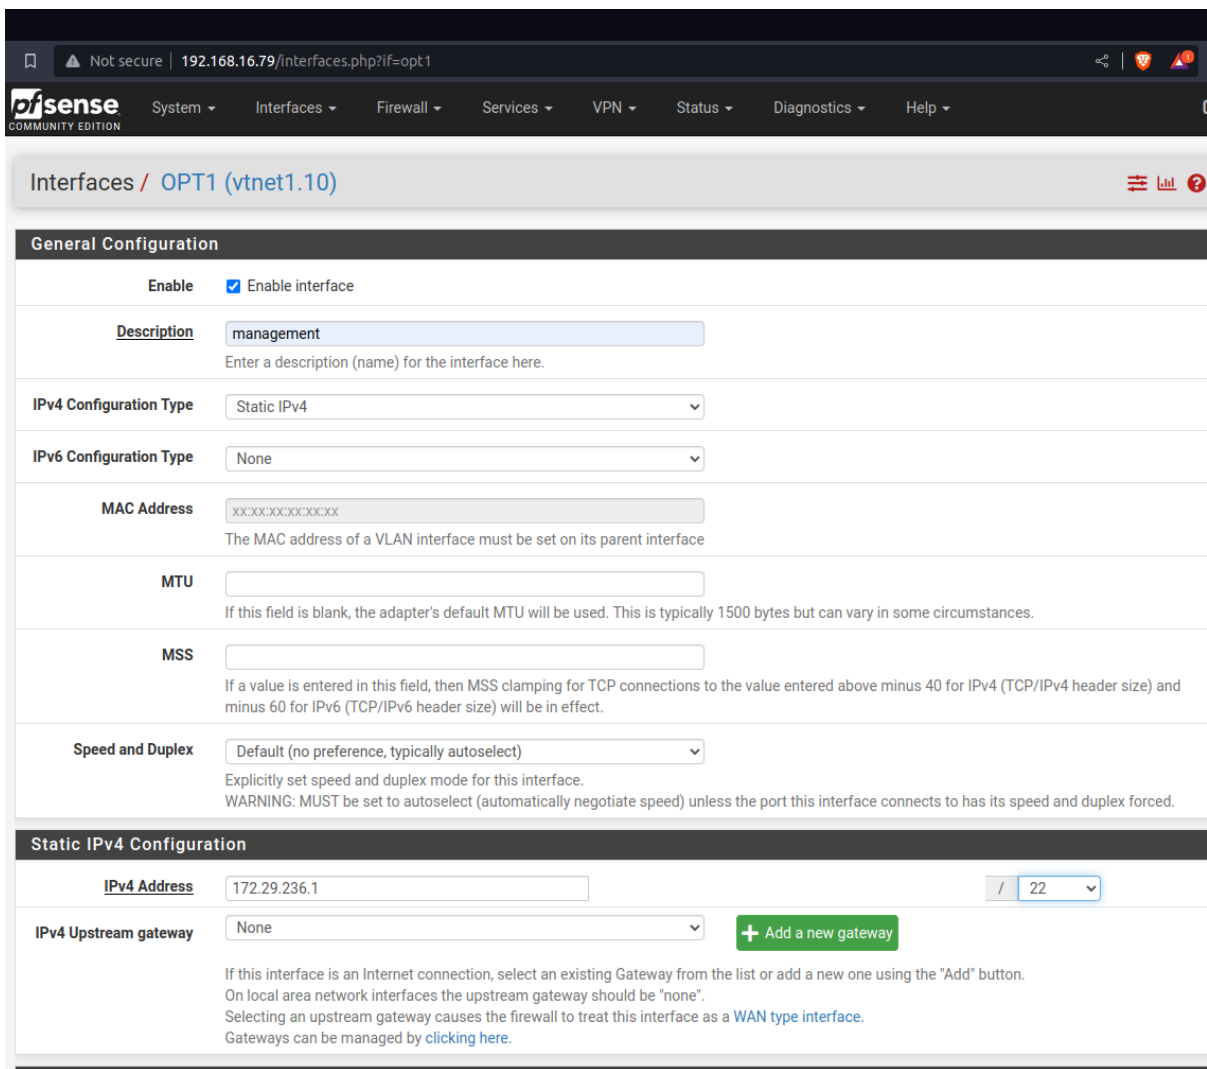 Not secure | 192.168.16.79/interfaces.php?if=opt1
1
pfsense
COMMUNITY EDITION
System Interfaces Firewall Services VPN Status Diagnostics Help
Interfaces / OPT1 (vtnet1.10)
General Configuration
Enable Enable interface
Description management
Enter a description (name) for the interface here.
IPv4 Configuration Type Static IPv4
IPv6 Configuration Type None
MAC Address xx:xx:xx:xx:xx:xx
The MAC address of a VLAN interface must be set on its parent interface
MTU
If this field is blank, the adapter's default MTU will be used. This is typically 1500 bytes but can vary in some circumstances.
MSS
If a value is entered in this field, then MSS clamping for TCP connections to the value entered above minus 40 for IPv4 (TCP/IPv4 header size) and
minus 60 for IPv6 (TCP/IPv6 header size) will be in effect.
Speed and Duplex Default (no preference, typically autoselect)
Explicitly set speed and duplex mode for this interface.
WARNING: MUST be set to autoselect (automatically negotiate speed) unless the port this interface connects to has its speed and duplex forced.
Static IPv4 Configuration
IPv4 Address 172.29.236.1 / 22
IPv4 Upstream gateway None + Add a new gateway
If this interface is an Internet connection, select an existing Gateway from the list or add a new one using the "Add" button.
On local area network interfaces the upstream gateway should be "none".
Selecting an upstream gateway causes the firewall to treat this interface as a WAN type interface.
Gateways can be managed by clicking here.